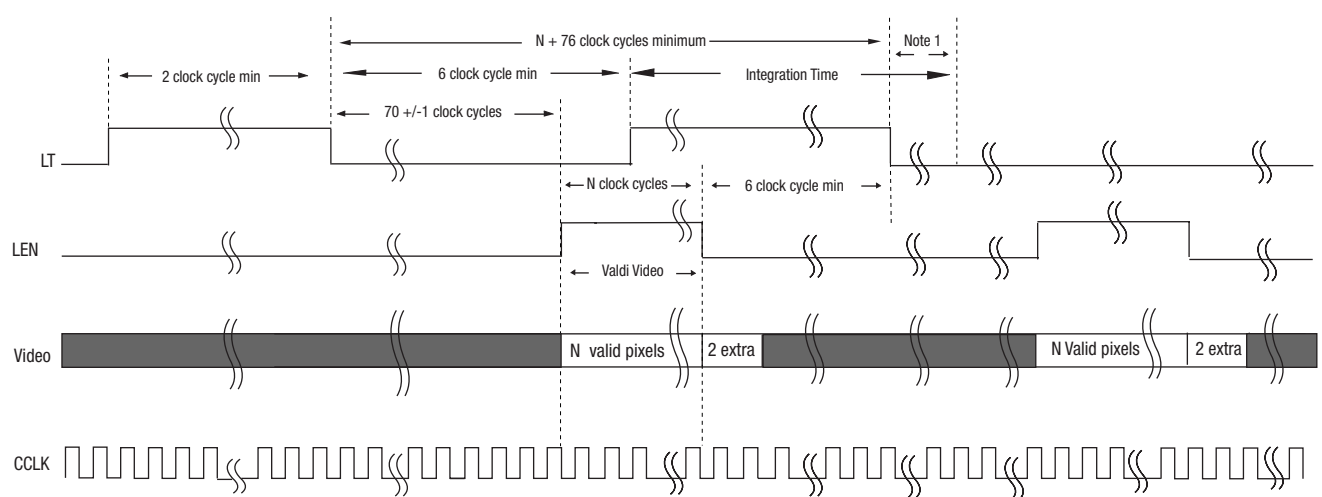 N + 76 clock cycles minimum
Note 1
2 clock cycle min
6 clock cycle min
Integration Time
70 +/-1 clock cycles
LT
N clock cycles
6 clock cycle min
LEN
Valdi Video
Video
N valid pixels
2 extra
N Valid pixels
2 extra
CCLK